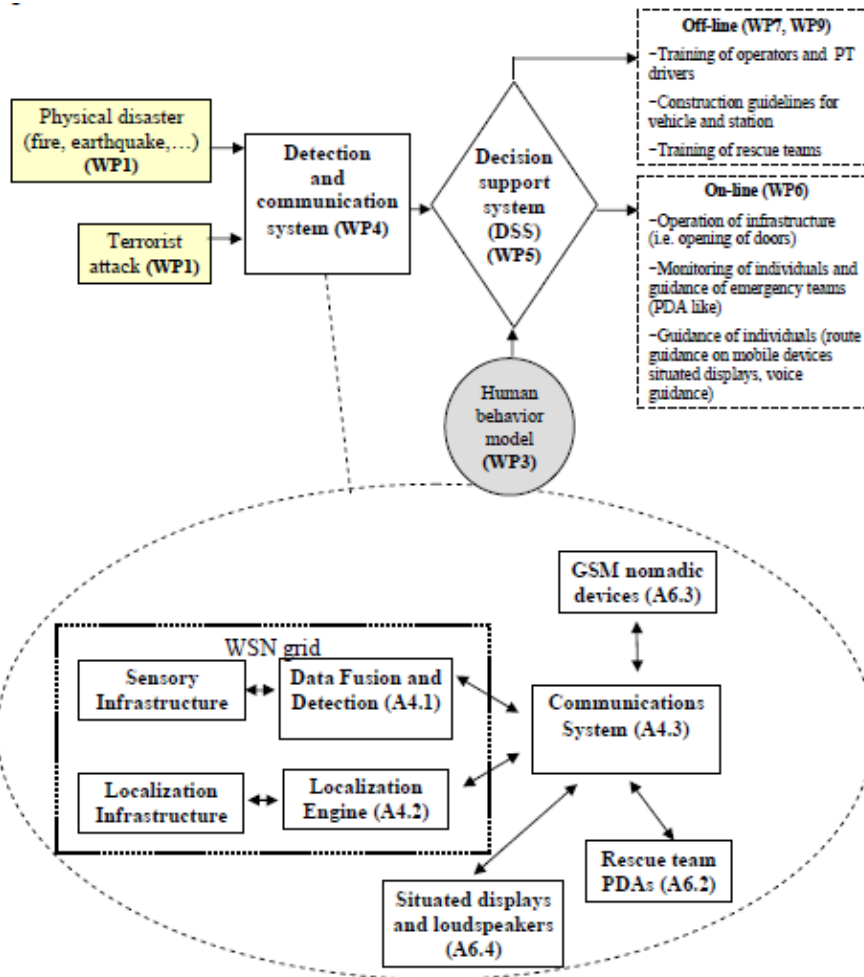 Off-line (WP7, WP9)
−Training of operators and PT
drivers
−Construction guidelines for
vehicle and station
−Training of rescue teams
Physical disaster
(fire, earthquake,…)
(WP1)
Detection
and
communication
system (WP4)
Decision
support
system
(DSS)
(WP5)
Terrorist
attack (WP1)
On-line (WP6)
−Operation of infrastructure
(i.e. opening of doors)
−Monitoring of individuals and
guidance of emergency teams
(PDA like)
−Guidance of individuals (route
guidance on mobile devices
situated displays, voice
guidance)
Human
behavior
model
(WP3)
GSM nomadic
devices (A6.3)
WSN grid
Sensory
Infrastructure
Data Fusion and
Detection (A4.1)
Communications
System (A4.3)
Localization
Infrastructure
Localization
Engine (A4.2)
Rescue team
PDAs (A6.2)
Situated displays
and loudspeakers
(A6.4)